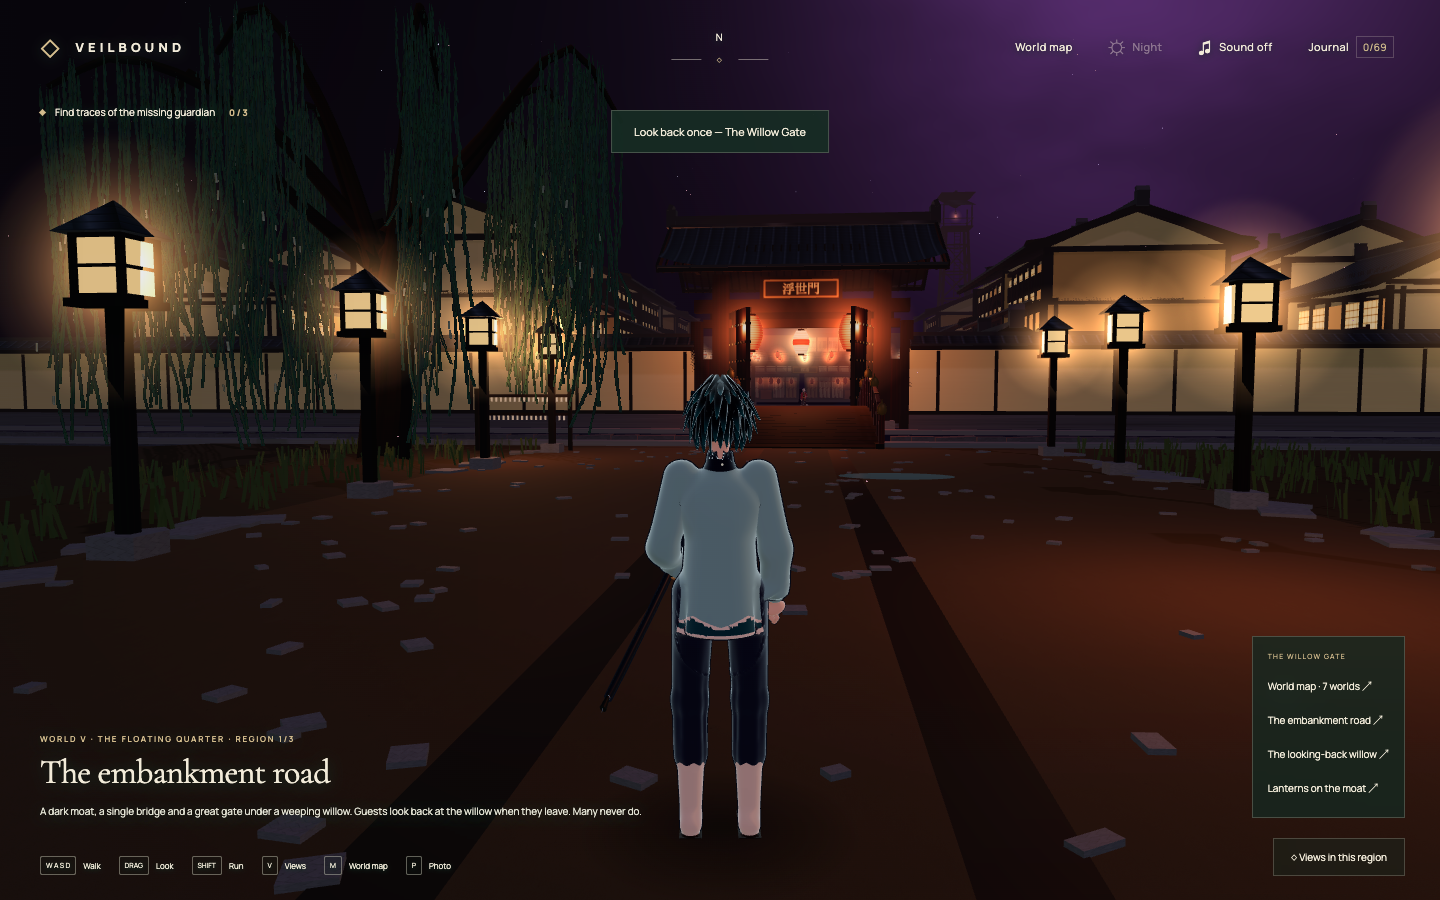 VEILBOUND
N
World map
Night
Sound off
Journal 0/69
Find traces of the missing guardian 0 / 3
Look back once — The Willow Gate
浮世門
THE WILLOW GATE
World map · 7 worlds ↗
The embankment road ↗
The looking-back willow ↗
Lanterns on the moat ↗
WORLD V · THE FLOATING QUARTER · REGION 1/3
The embankment road
A dark moat, a single bridge and a great gate under a weeping willow. Guests look back at the willow when they leave. Many never do.
WASD Walk DRAG Look SHIFT Run V Views M World map P Photo
◇ Views in this region